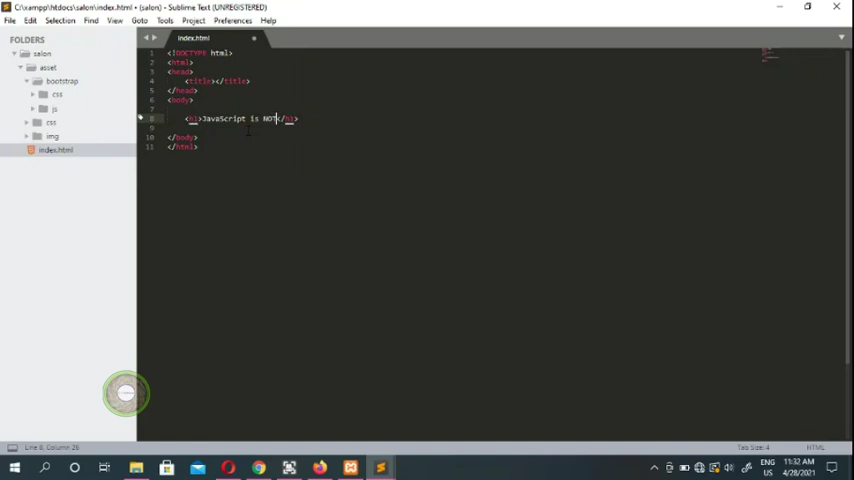 C:\xampp\htdocs\salon\index.html • (salon) - Sublime Text (UNREGISTERED)
File Edit Selection Find View Goto Tools Project Preferences Help
FOLDERS
salon
asset
bootstrap
css
js
css
img
index.html
index.html
1 <!DOCTYPE html>
2 <html>
3 <head>
4 <title></title>
5 </head>
6 <body>
7
8 <h1>JavaScript is NOT</h1>
9
10 </body>
11 </html>
Line 8, Column 26
Tab Size: 4
HTML
ENG
US
11:32 AM
4/28/2021